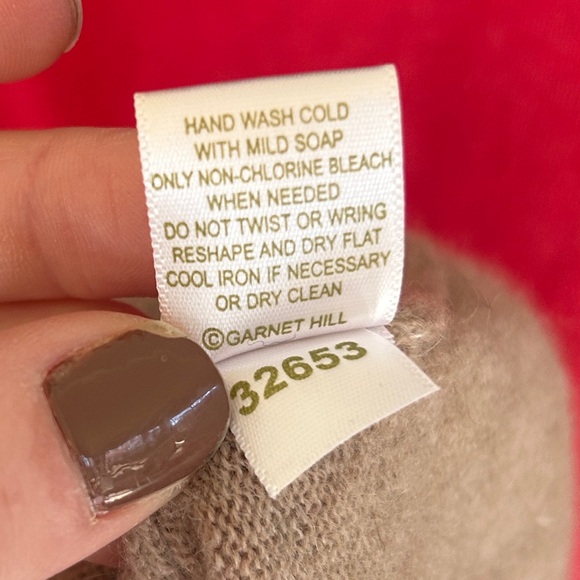 HAND WASH COLD
WITH MILD SOAP
ONLY NON-CHLORINE BLEACH
WHEN NEEDED
DO NOT TWIST OR WRING
RESHAPE AND DRY FLAT
COOL IRON IF NECESSARY
OR DRY CLEAN
©GARNET HILL
32653